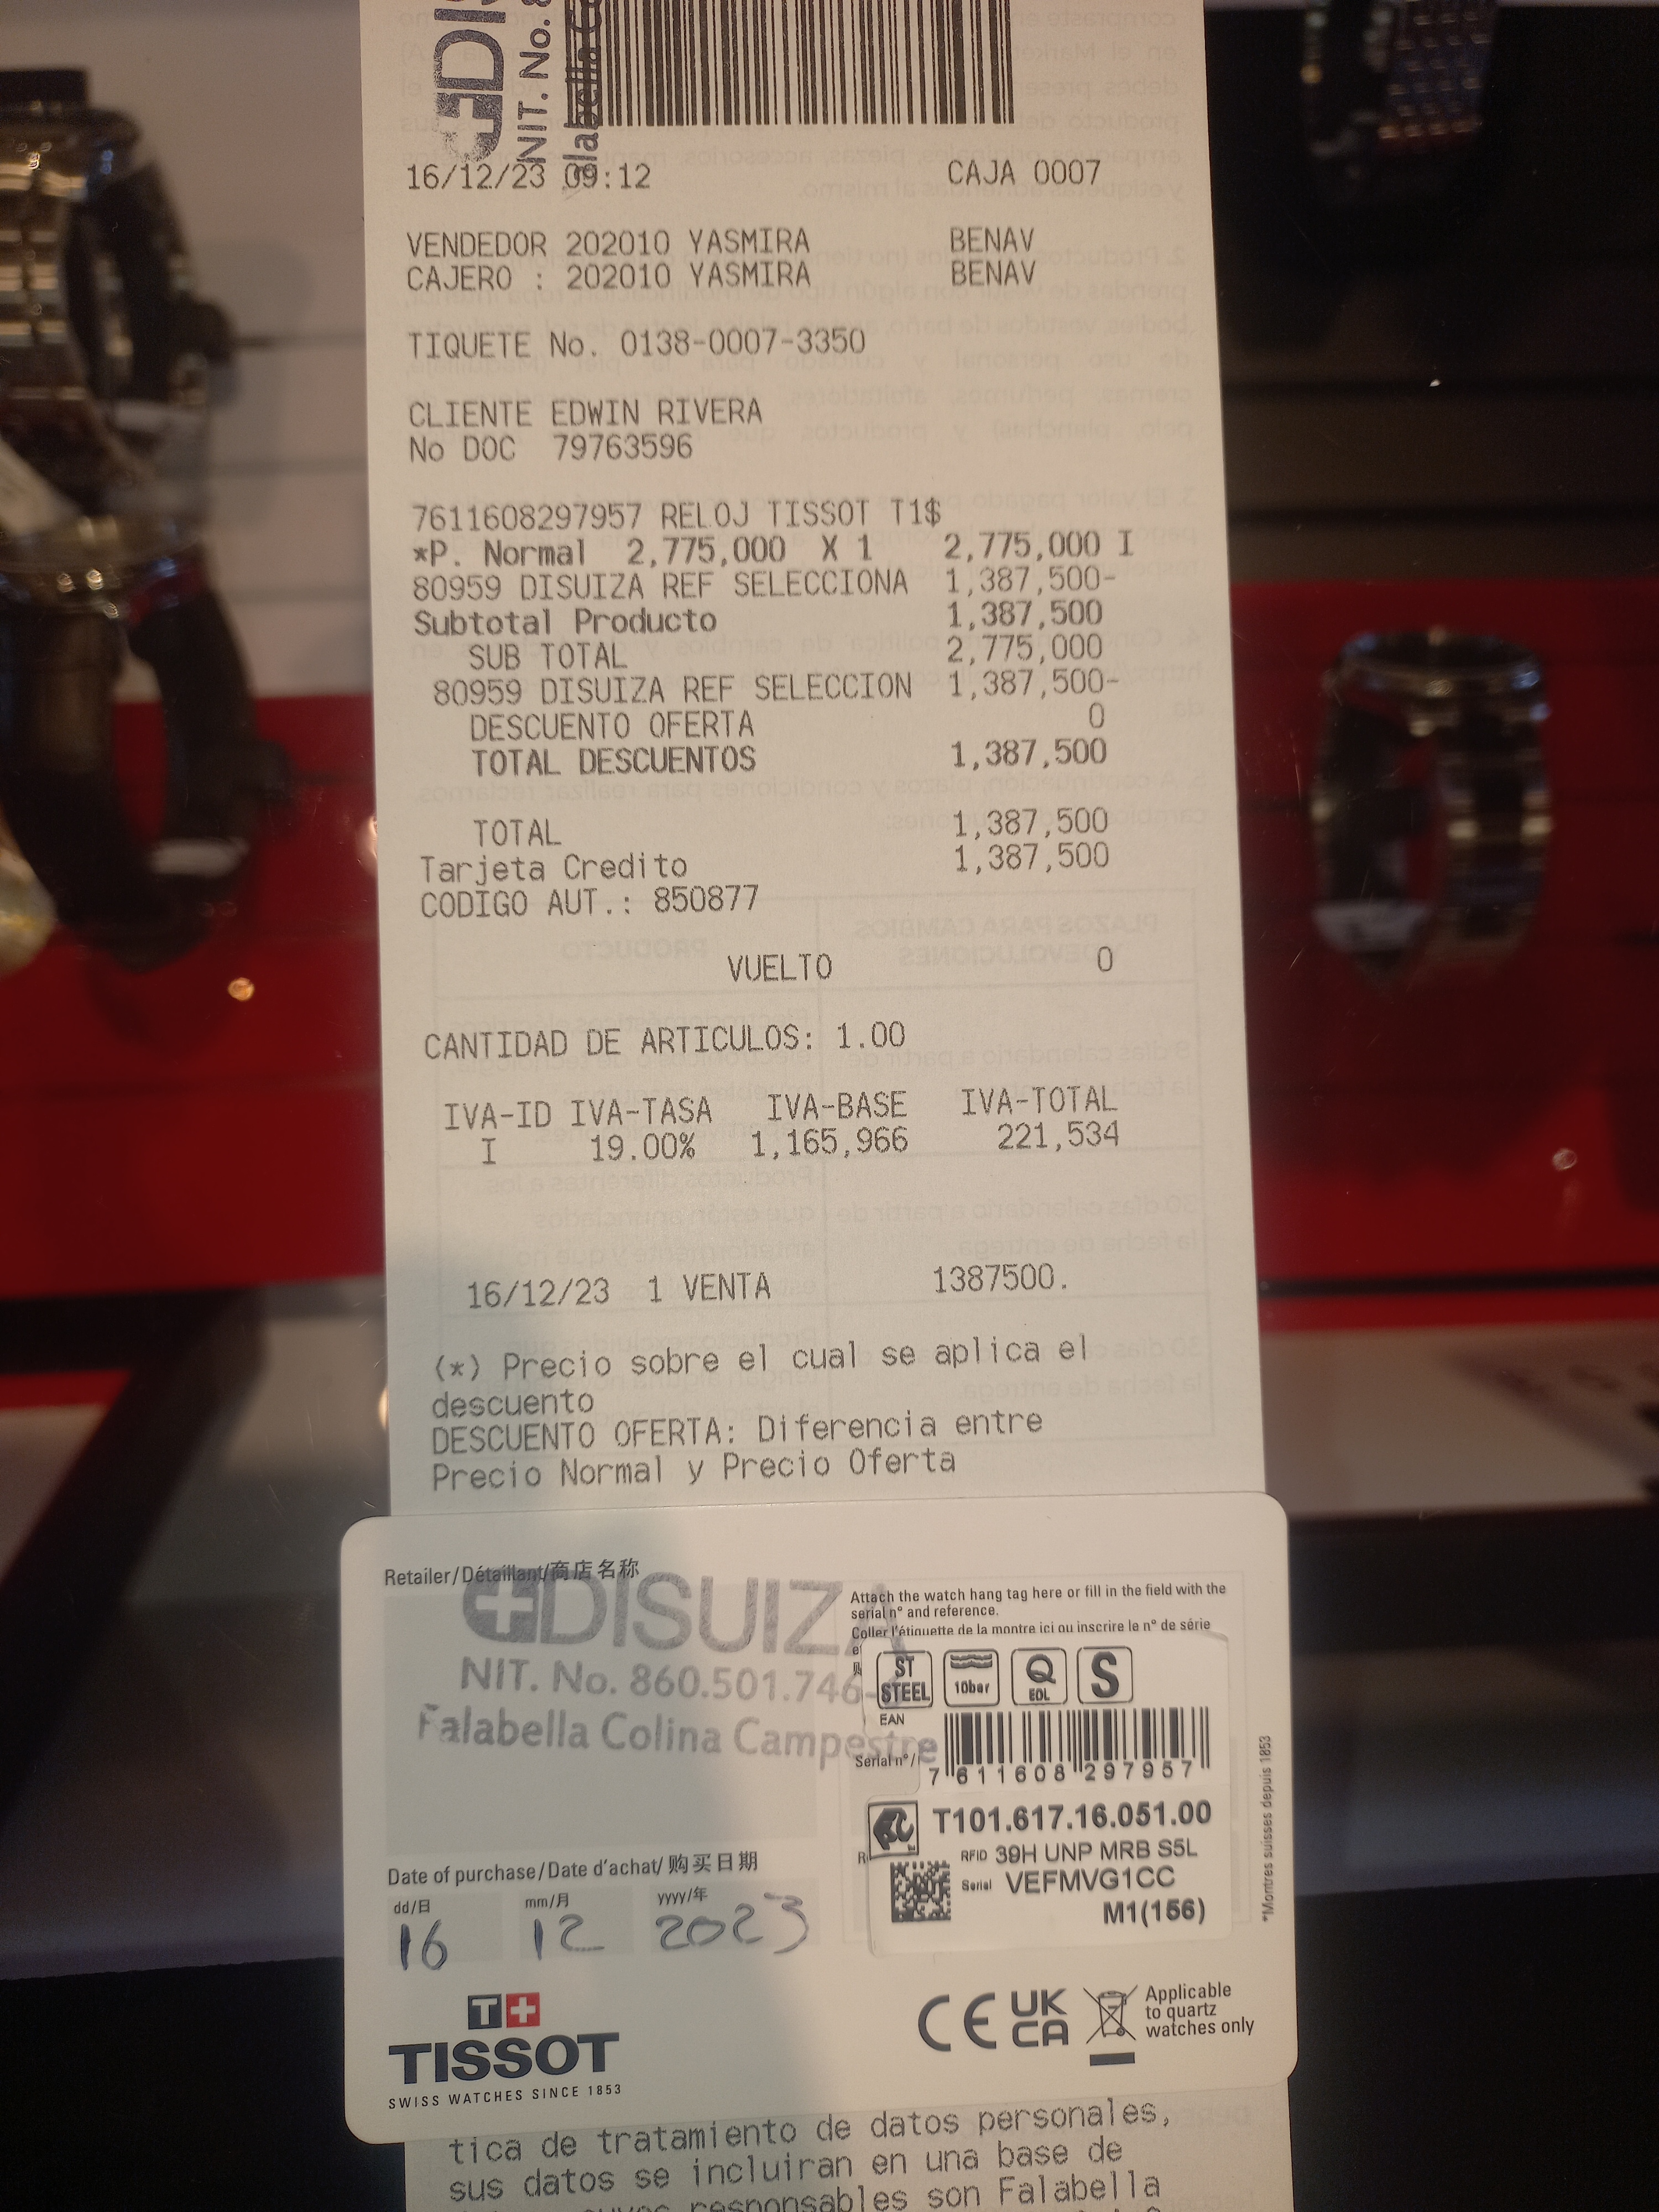 DIS
NIT. No. 8
Falabella Co
16/12/23 09:12 CAJA 0007
VENDEDOR 202010 YASMIRA BENAV
CAJERO : 202010 YASMIRA BENAV
TIQUETE No. 0138-0007-3350
CLIENTE EDWIN RIVERA
No DOC 79763596
7611608297957 RELOJ TISSOT T1$
*P. Normal 2,775,000 X 1 2,775,000 I
80959 DISUIZA REF SELECCIONA 1,387,500-
Subtotal Producto 1,387,500
SUB TOTAL 2,775,000
80959 DISUIZA REF SELECCION 1,387,500-
DESCUENTO OFERTA 0
TOTAL DESCUENTOS 1,387,500
TOTAL 1,387,500
Tarjeta Credito 1,387,500
CODIGO AUT.: 850877
VUELTO 0
CANTIDAD DE ARTICULOS: 1.00
IVA-ID IVA-TASA IVA-BASE IVA-TOTAL
I 19.00% 1,165,966 221,534
16/12/23 1 VENTA 1387500.
(*) Precio sobre el cual se aplica el
descuento
DESCUENTO OFERTA: Diferencia entre
Precio Normal y Precio Oferta
Retailer/Détaillant/商店名称
DISUIZA
NIT. No. 860.501.746-
Falabella Colina Campestre
Attach the watch hang tag here or fill in the field with the
serial n° and reference.
Coller l'étiquette de la montre ici ou inscrire le n° de série
ST STEEL 10bar Q EOL S
EAN
Serial n°/
7 611608 297957
T101.617.16.051.00
RFID 39H UNP MRB S5L
Serial VEFMVG1CC
M1(156)
*Montres suisses depuis 1853
Date of purchase/Date d'achat/购买日期
dd/日 mm/月 yyyy/年
16 12 2023
T+
TISSOT
SWISS WATCHES SINCE 1853
CE UK CA
Applicable
to quartz
watches only
tica de tratamiento de datos personales,
sus datos se incluiran en una base de
responsables son Falabella